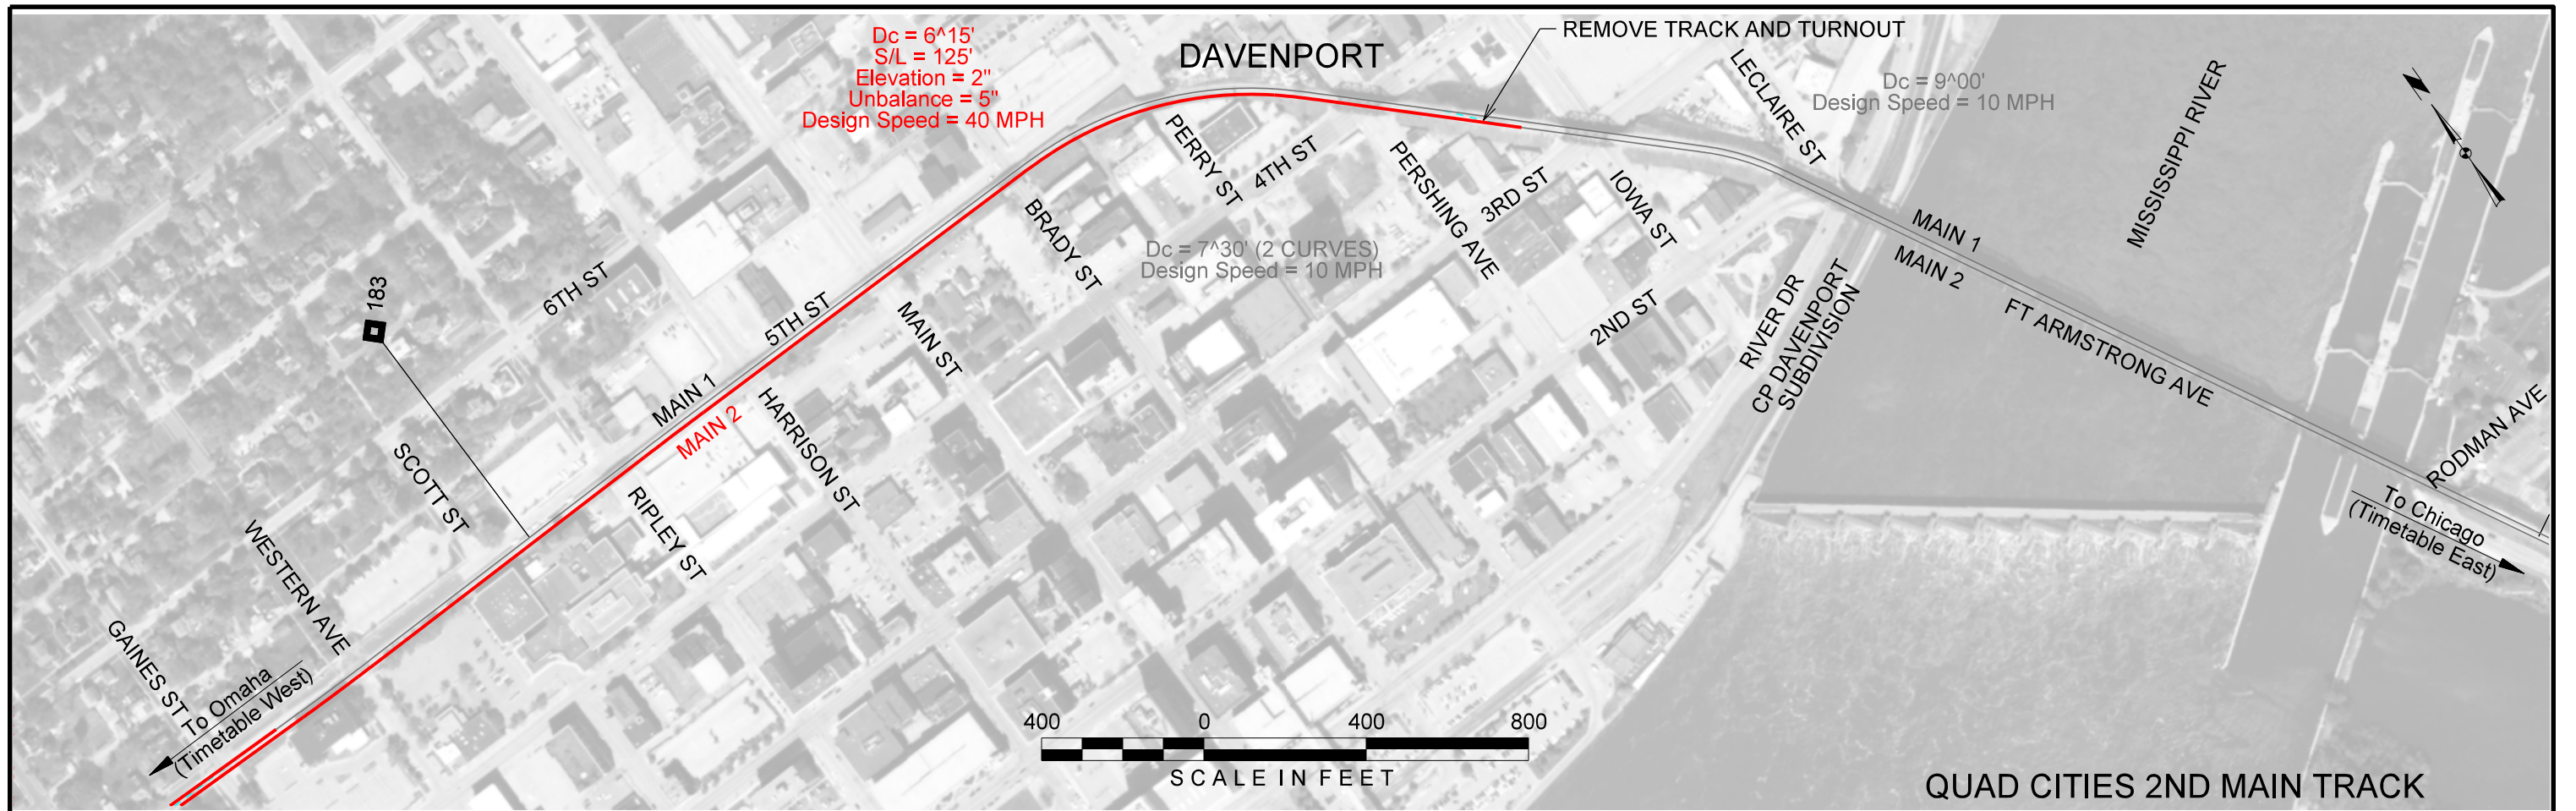 Dc = 6^15'
S/L = 125'
Elevation = 2"
Unbalance = 5"
Design Speed = 40 MPH
DAVENPORT
REMOVE TRACK AND TURNOUT
LECLAIRE ST
Dc = 9^00'
Design Speed = 10 MPH
MISSISSIPPI RIVER
PERRY ST
4TH ST
PERSHING AVE
3RD ST
IOWA ST
BRADY ST
Dc = 7^30' (2 CURVES)
Design Speed = 10 MPH
MAIN 1
MAIN 2
FT ARMSTRONG AVE
183
6TH ST
5TH ST
MAIN ST
2ND ST
RIVER DR
CP DAVENPORT
SUBDIVISION
MAIN 1
MAIN 2
HARRISON ST
RODMAN AVE
SCOTT ST
RIPLEY ST
To Chicago
(Timetable East)
WESTERN AVE
GAINES ST
To Omaha
(Timetable West)
400 0 400 800
SCALE IN FEET
QUAD CITIES 2ND MAIN TRACK